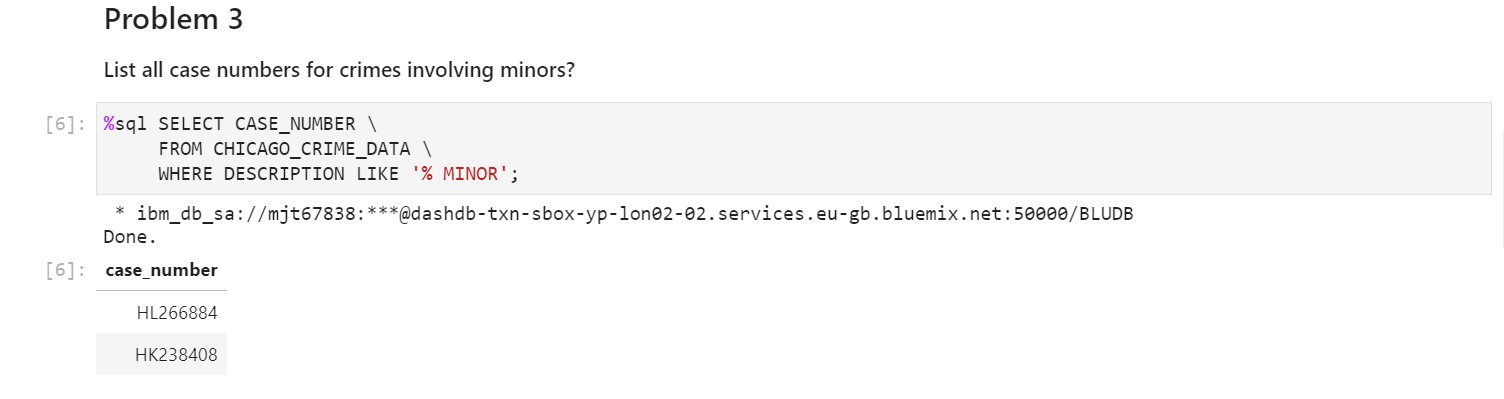 Problem 3
List all case numbers for crimes involving minors?
[6]: %sql SELECT CASE_NUMBER \
FROM CHICAGO_CRIME_DATA \
WHERE DESCRIPTION LIKE '% MINOR';
* ibm_db_sa://mjt67838:***@dashdb-txn-sbox-yp-lon02-02.services.eu-gb.bluemix.net:50000/BLUDB
Done.
[6]: case_number
HL266884
HK238408